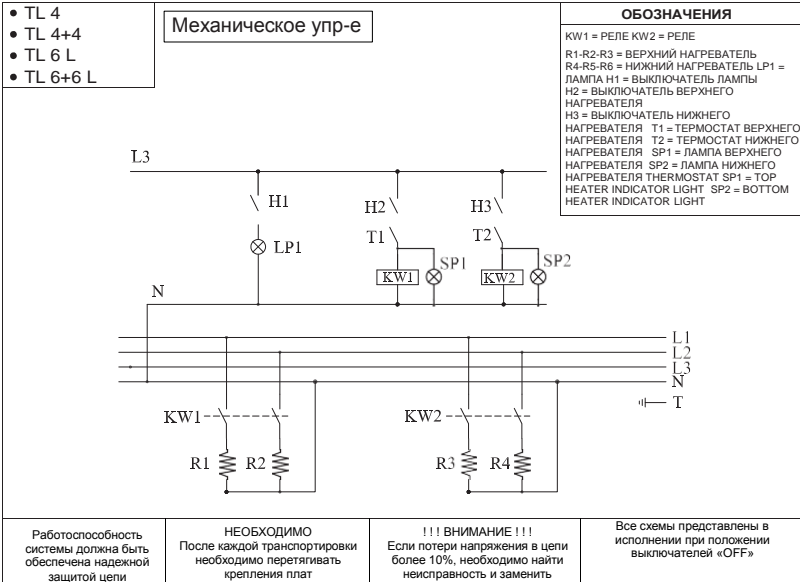 • TL 4
• TL 4+4
• TL 6 L
• TL 6+6 L
Механическое упр-е
ОБОЗНАЧЕНИЯ
KW1 = РЕЛЕ KW2 = РЕЛЕ
R1-R2-R3 = ВЕРХНИЙ НАГРЕВАТЕЛЬ
R4-R5-R6 = НИЖНИЙ НАГРЕВАТЕЛЬ LP1 =
ЛАМПА H1 = ВЫКЛЮЧАТЕЛЬ ЛАМПЫ
H2 = ВЫКЛЮЧАТЕЛЬ ВЕРХНЕГО
НАГРЕВАТЕЛЯ
H3 = ВЫКЛЮЧАТЕЛЬ НИЖНЕГО
НАГРЕВАТЕЛЯ T1 = ТЕРМОСТАТ ВЕРХНЕГО
НАГРЕВАТЕЛЯ T2 = ТЕРМОСТАТ НИЖНЕГО
НАГРЕВАТЕЛЯ SP1 = ЛАМПА ВЕРХНЕГО
НАГРЕВАТЕЛЯ SP2 = ЛАМПА НИЖНЕГО
НАГРЕВАТЕЛЯ THERMOSTAT SP1 = TOP
HEATER INDICATOR LIGHT SP2 = BOTTOM
HEATER INDICATOR LIGHT
L3
H1
H2
H3
T1
T2
LP1
KW1
SP1
KW2
SP2
N
L1
L2
L3
N
T
KW1
KW2
R1
R2
R3
R4
Работоспособность
системы должна быть
обеспечена надежной
защитой цепи
НЕОБХОДИМО
После каждой транспортировки
необходимо перетягивать
крепления плат
! ! ! ВНИМАНИЕ ! ! !
Если потери напряжения в цепи
более 10%, необходимо найти
неисправность и заменить
Все схемы представлены в
исполнении при положении
выключателей «OFF»